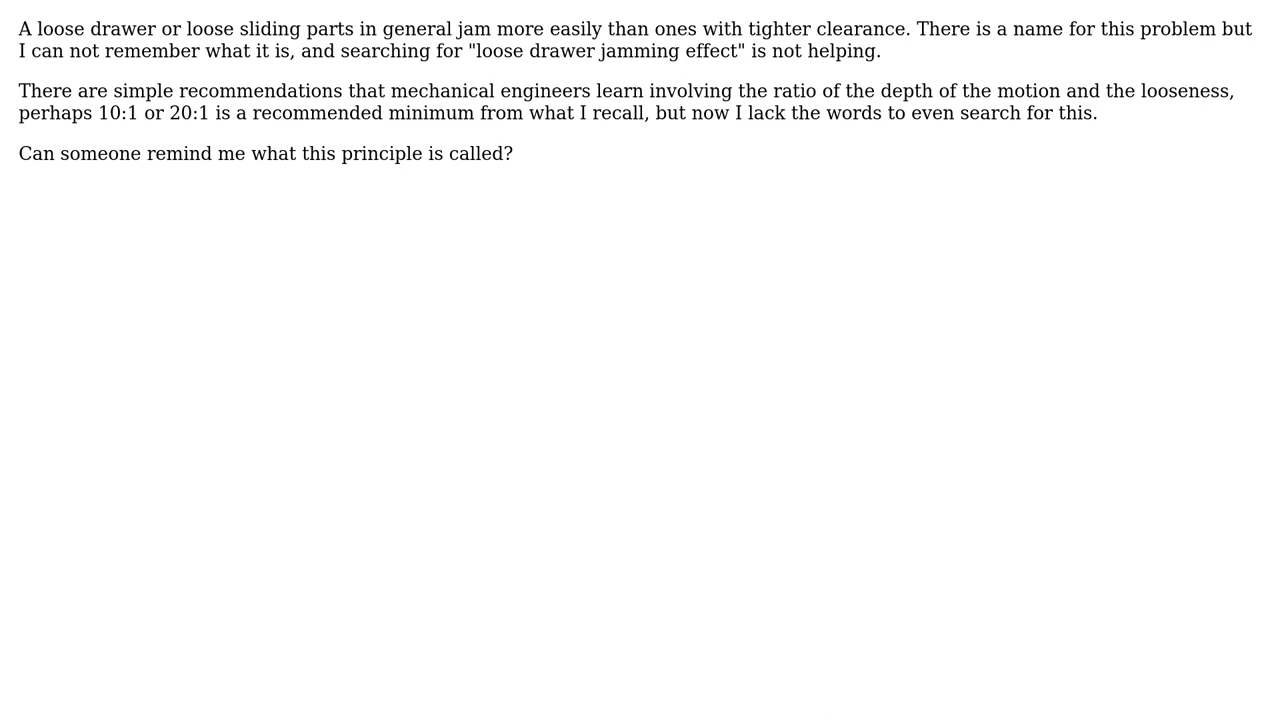 A loose drawer or loose sliding parts in general jam more easily than ones with tighter clearance. There is a name for this problem but
I can not remember what it is, and searching for "loose drawer jamming effect" is not helping.
There are simple recommendations that mechanical engineers learn involving the ratio of the depth of the motion and the looseness,
perhaps 10:1 or 20:1 is a recommended minimum from what I recall, but now I lack the words to even search for this.
Can someone remind me what this principle is called?